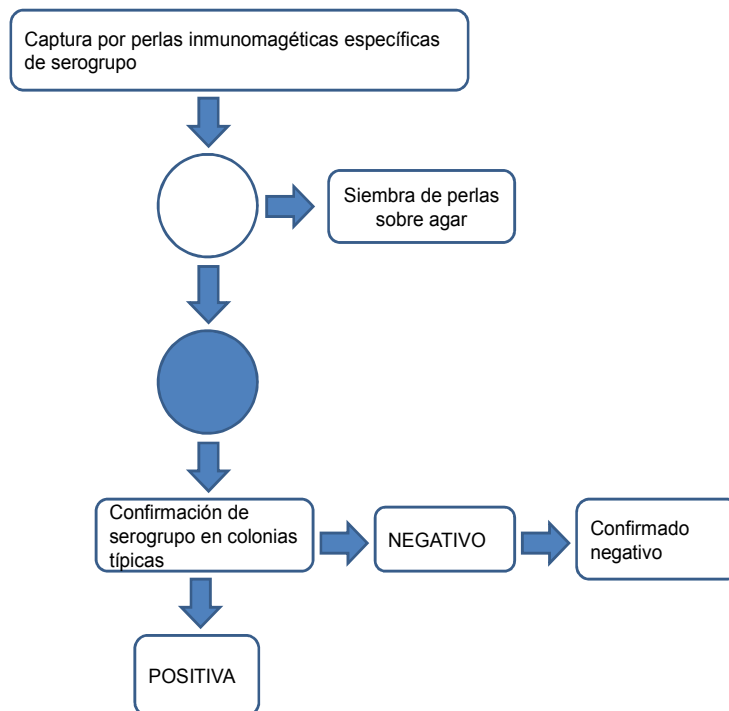 Captura por perlas inmunomagéticas específicas
de serogrupo
Siembra de perlas
sobre agar
Confirmación de
serogrupo en colonias
típicas
NEGATIVO
Confirmado
negativo
POSITIVA